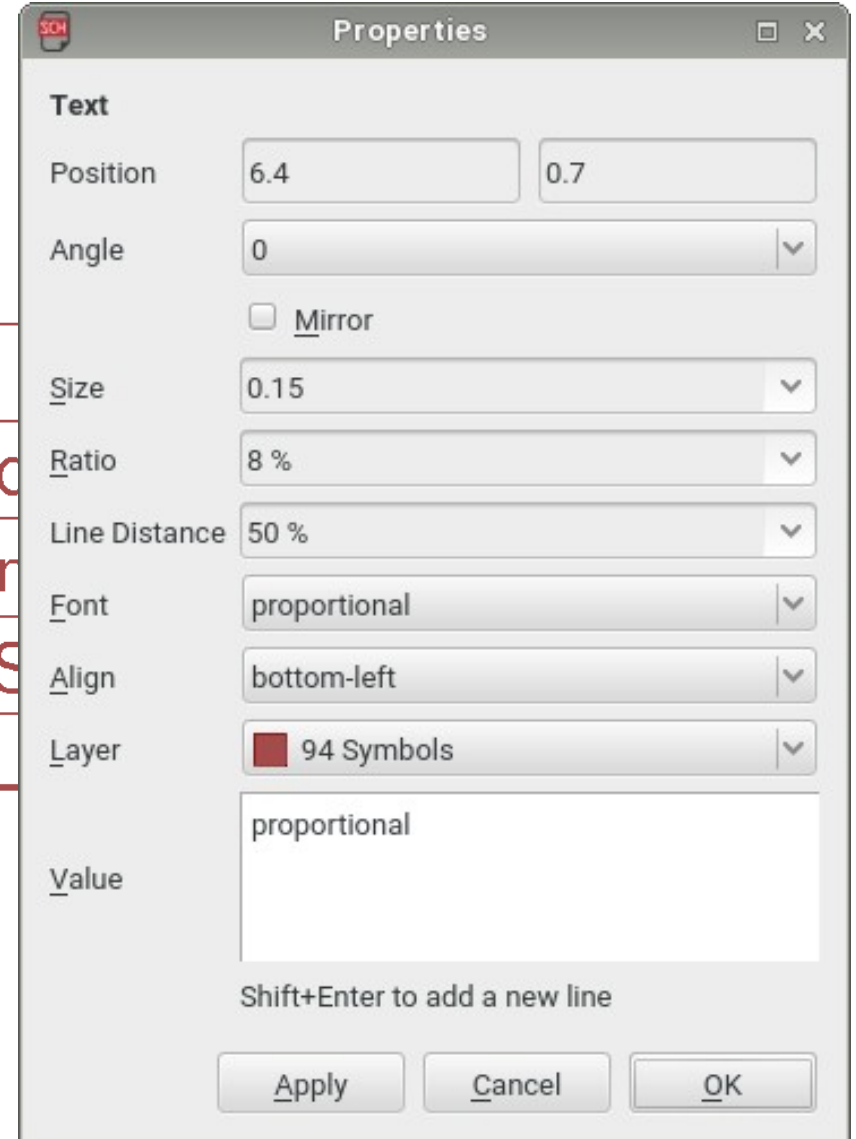 SCH
Properties
Text
Position 6.4 0.7
Angle 0
Mirror
Size 0.15
Ratio 8 %
Line Distance 50 %
Font proportional
Align bottom-left
Layer 94 Symbols
Value proportional
Shift+Enter to add a new line
Apply Cancel OK